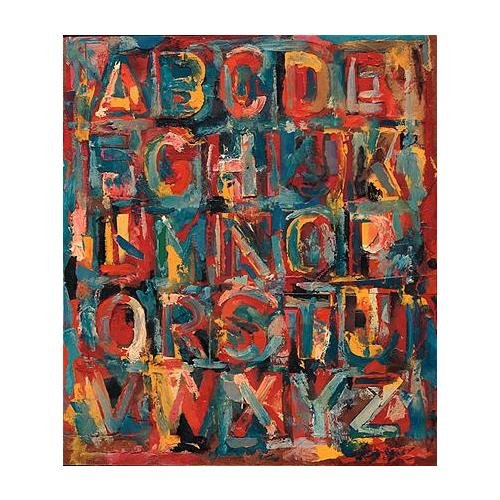 ABCDE
FGHIJK
LMNOP
QRSTU
VWXYZ